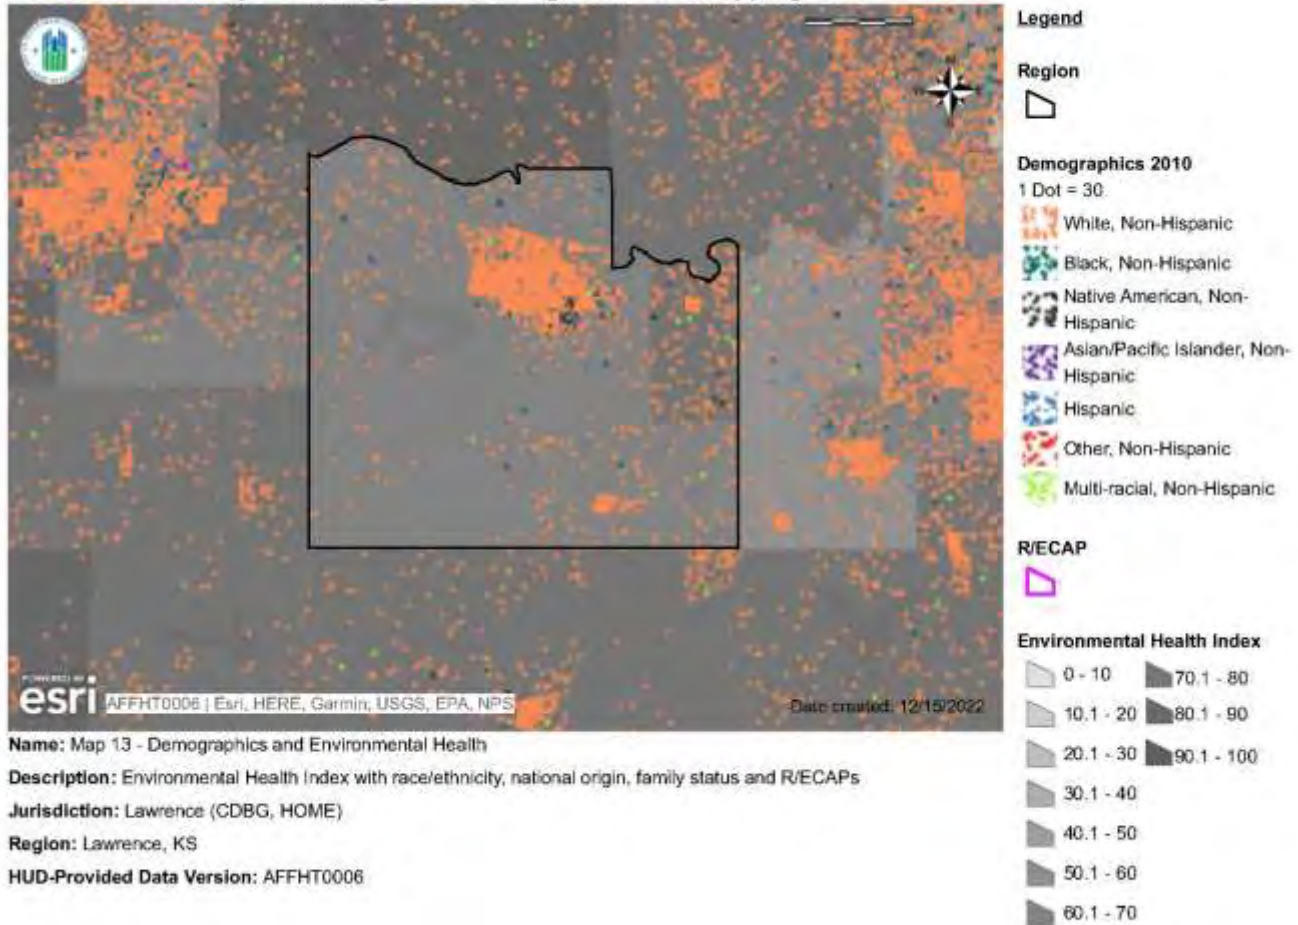 Legend
Region
Demographics 2010
1 Dot = 30
White, Non-Hispanic
Black, Non-Hispanic
Native American, Non-
Hispanic
Asian/Pacific Islander, Non-
Hispanic
Hispanic
Other, Non-Hispanic
Multi-racial, Non-Hispanic
R/ECAP
Environmental Health Index
0 - 10
70.1 - 80
10.1 - 20
80.1 - 90
20.1 - 30
90.1 - 100
30.1 - 40
40.1 - 50
50.1 - 60
60.1 - 70
POWERED BY
esri
AFFHT0006 | Esri, HERE, Garmin, USGS, EPA, NPS
Date created: 12/15/2022
Name: Map 13 - Demographics and Environmental Health
Description: Environmental Health Index with race/ethnicity, national origin, family status and R/ECAPs
Jurisdiction: Lawrence (CDBG, HOME)
Region: Lawrence, KS
HUD-Provided Data Version: AFFHT0006